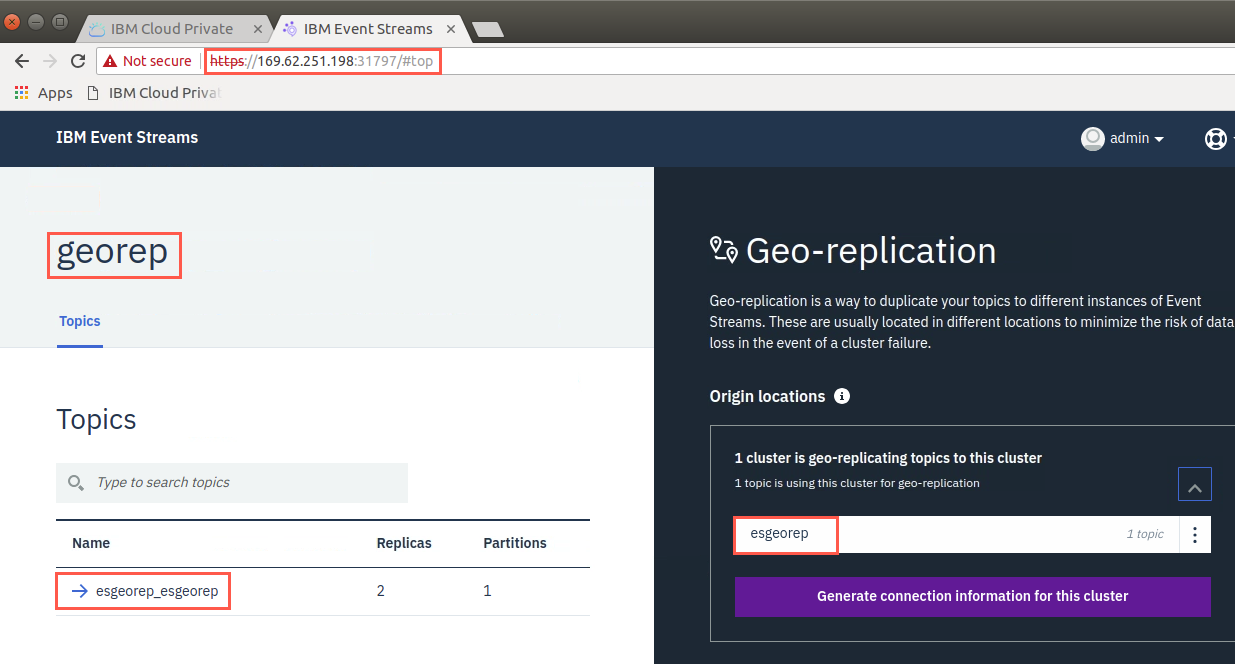 IBM Cloud Private
IBM Event Streams
Not secure
https://169.62.251.198:31797/#top
Apps
IBM Cloud Privat
IBM Event Streams
admin
georep
Topics
Topics
Type to search topics
Name Replicas Partitions
esgeorep_esgeorep 2 1
Geo-replication
Geo-replication is a way to duplicate your topics to different instances of Event
Streams. These are usually located in different locations to minimize the risk of data
loss in the event of a cluster failure.
Origin locations
1 cluster is geo-replicating topics to this cluster
1 topic is using this cluster for geo-replication
esgeorep 1 topic
Generate connection information for this cluster